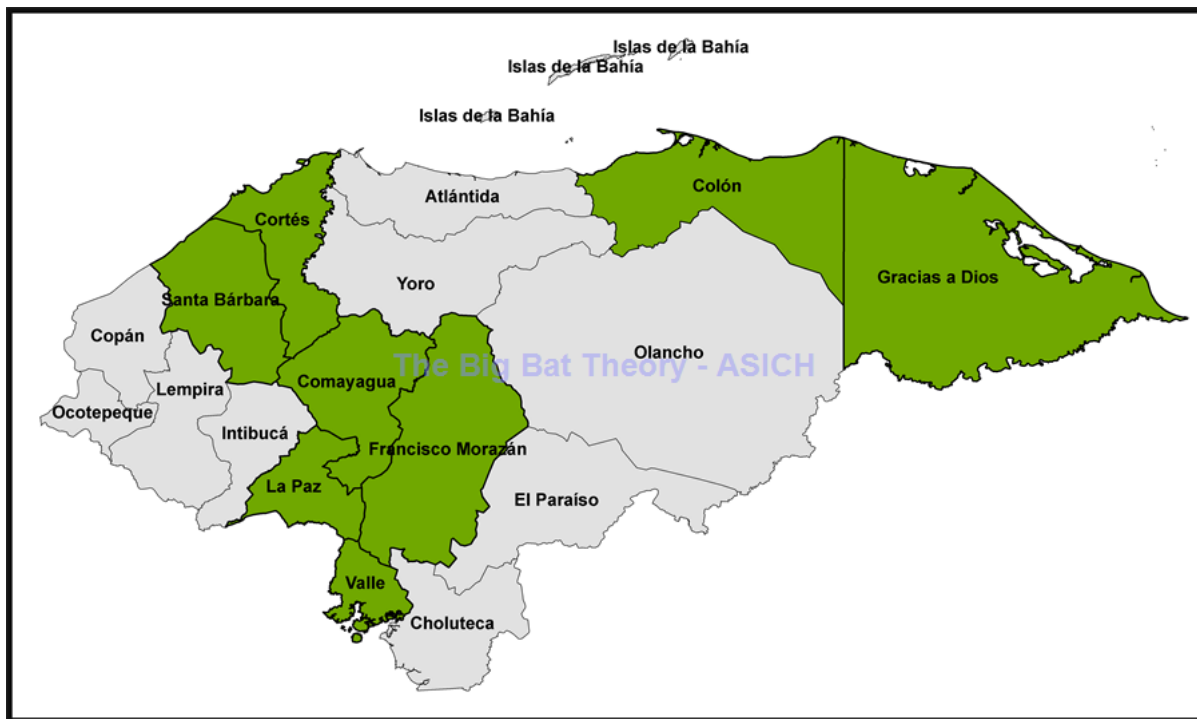 Islas de la Bahía
Islas de la Bahía
Islas de la Bahía
Atlántida
Colón
Cortés
Yoro
Gracias a Dios
Santa Bárbara
Copán
Olancho
The Big Bat Theory - ASICH
Comayagua
Lempira
Ocotepeque
Intibucá
Francisco Morazán
La Paz
El Paraíso
Valle
Choluteca